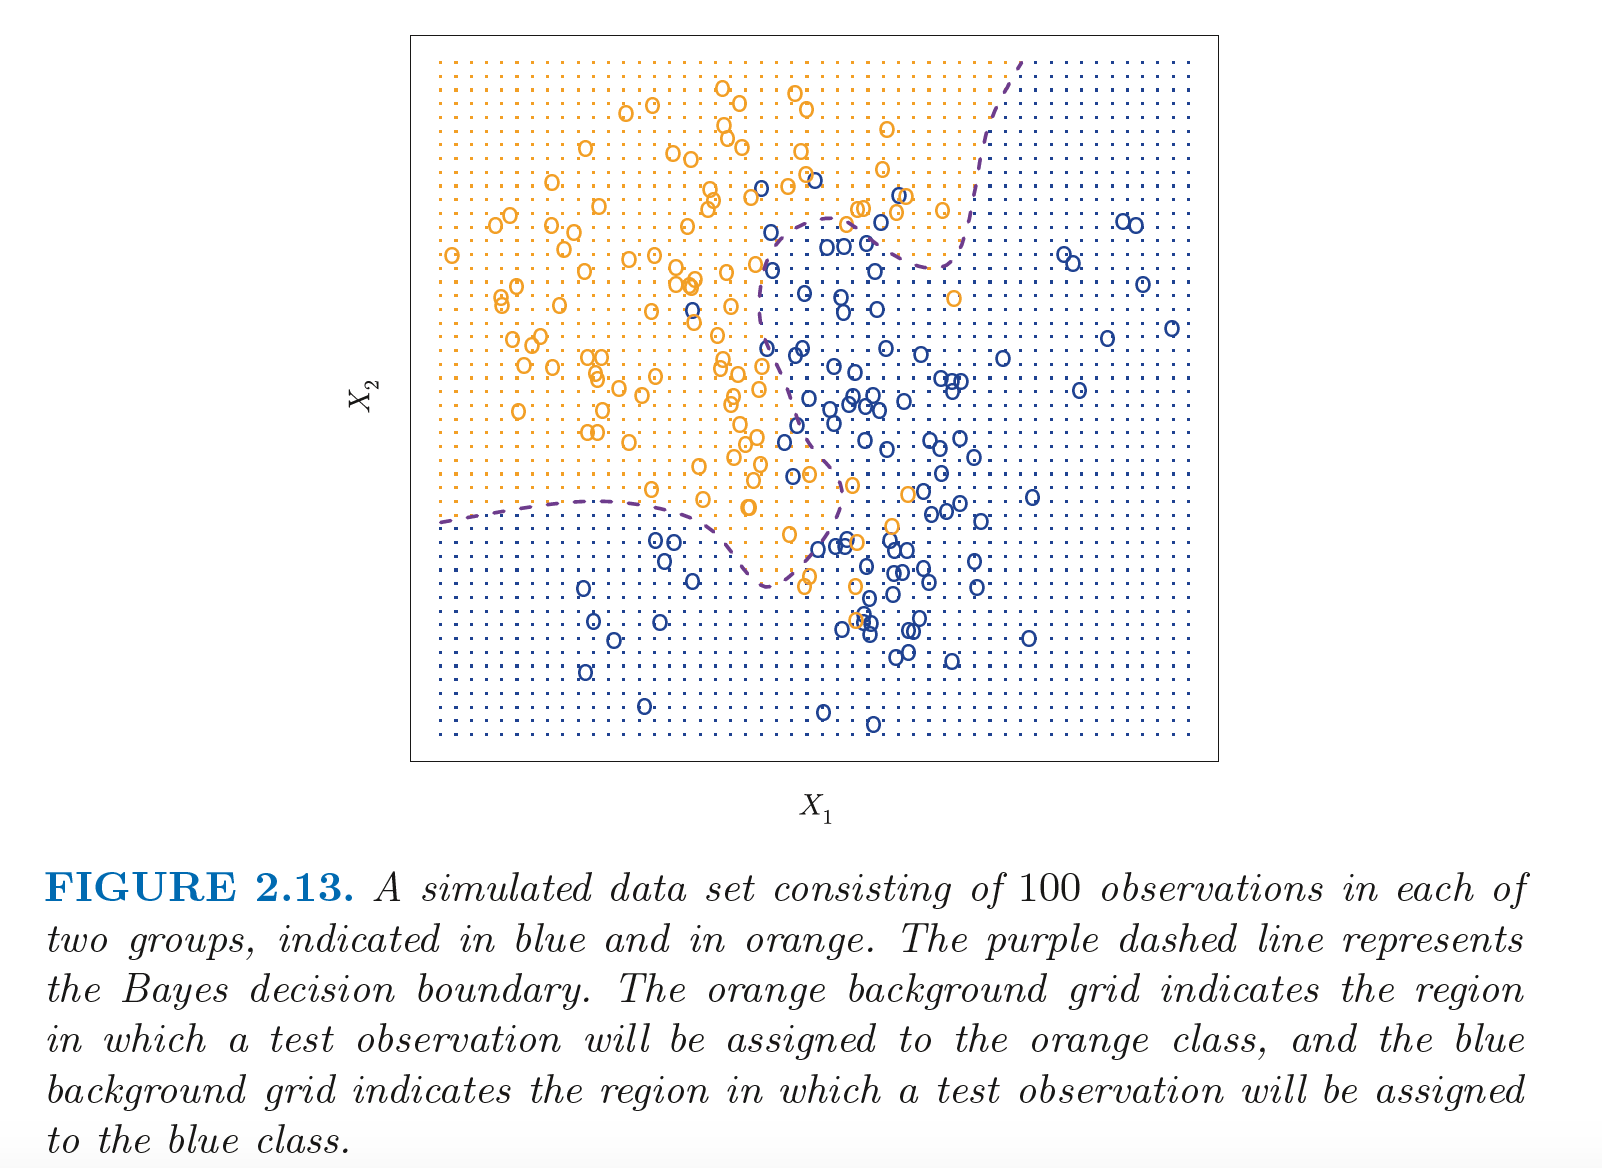 X2
X1
FIGURE 2.13. A simulated data set consisting of 100 observations in each of
two groups, indicated in blue and in orange. The purple dashed line represents
the Bayes decision boundary. The orange background grid indicates the region
in which a test observation will be assigned to the orange class, and the blue
background grid indicates the region in which a test observation will be assigned
to the blue class.